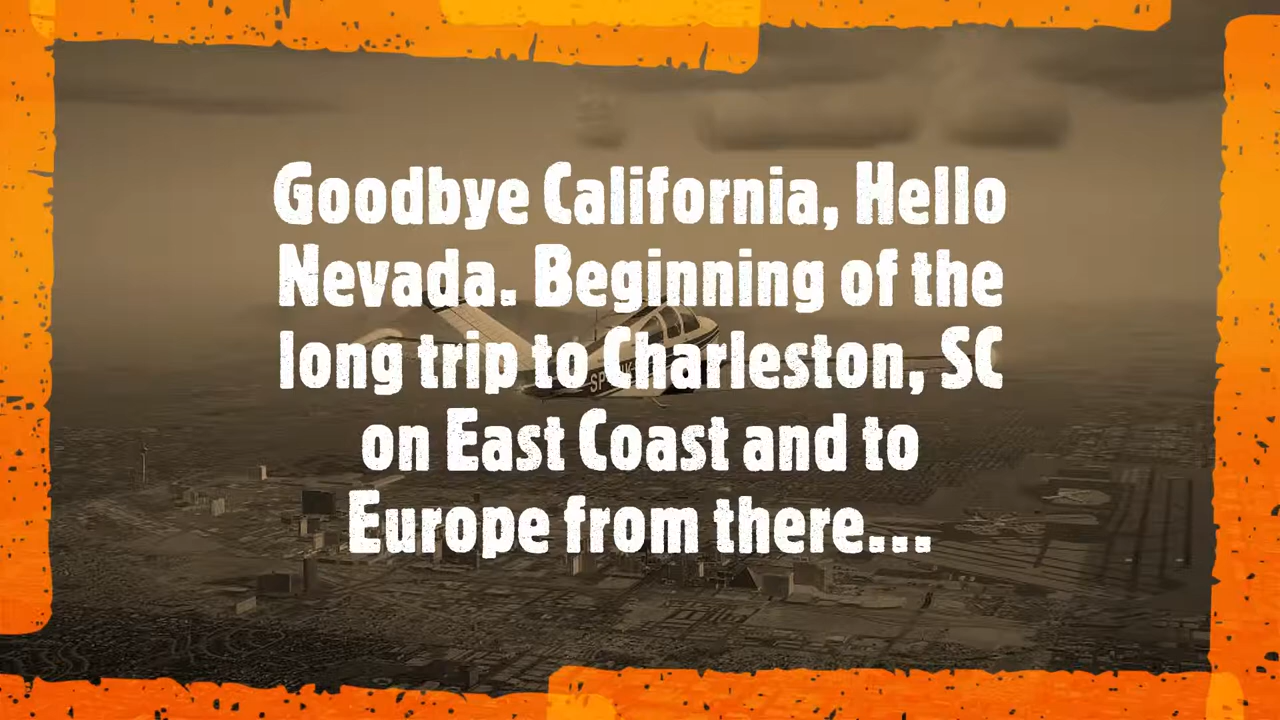 Goodbye California, Hello
Nevada. Beginning of the
long trip to Charleston, SC
on East Coast and to
Europe from there...